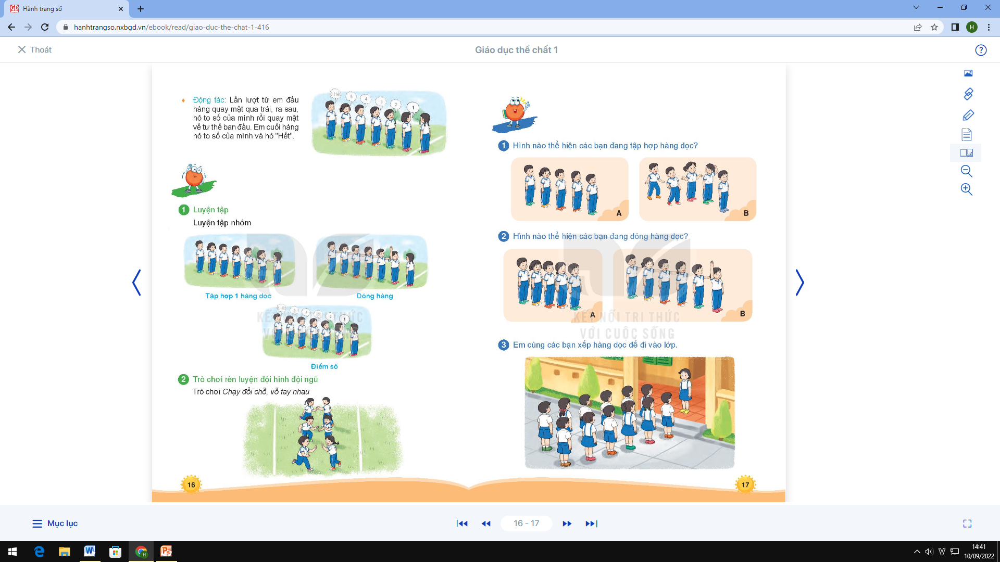 Hành trang số
hanhtrangso.nxbgd.vn/ebook/read/giao-duc-the-chat-1-416
H
Thoát
Giáo dục thể chất 1
Động tác: Lần lượt từ em đầu
hàng quay mặt qua trái, ra sau,
hô to số của mình rồi quay mặt
về tư thế ban đầu. Em cuối hàng
hô to số của mình và hô "Hết".
6 Hết
5
4
3
2
1
1 Luyện tập
Luyện tập nhóm
Tập hợp 1 hàng dọc
Dóng hàng
Điểm số
2 Trò chơi rèn luyện đội hình đội ngũ
Trò chơi Chạy đổi chỗ, vỗ tay nhau
16
1 Hình nào thể hiện các bạn đang tập hợp hàng dọc?
A
B
2 Hình nào thể hiện các bạn đang dóng hàng dọc?
A
B
KẾT NỐI TRI THỨC
VỚI CUỘC SỐNG
3 Em cùng các bạn xếp hàng dọc để đi vào lớp.
17
Mục lục
16 - 17
14:41
10/09/2022